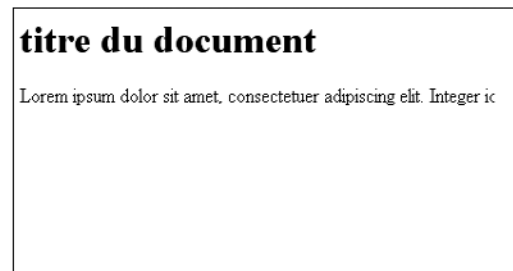 titre du document
Lorem ipsum dolor sit amet, consectetuer adipiscing elit. Integer